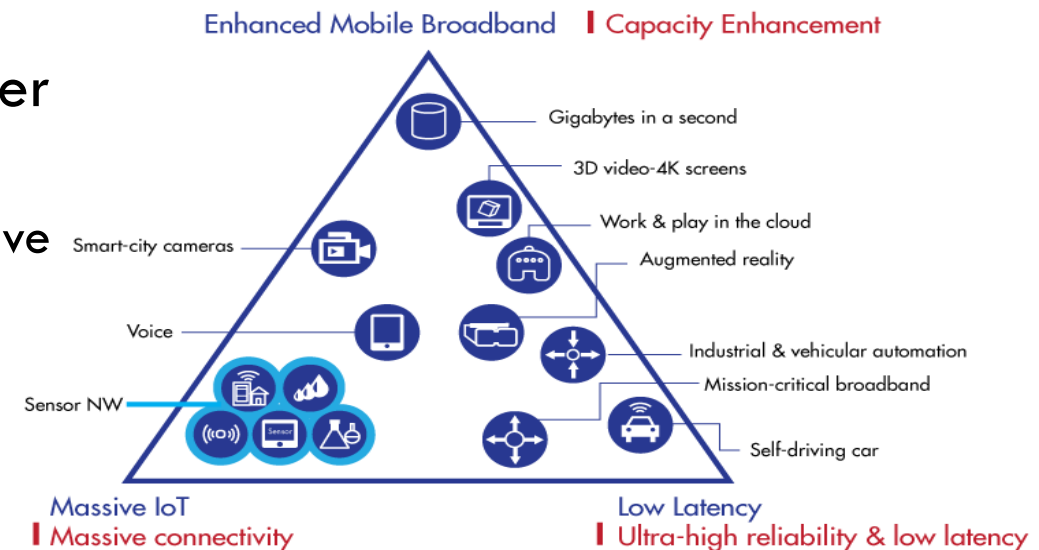 Enhanced Mobile Broadband Capacity Enhancement
er
Gigabytes in a second
3D video-4K screens
Work & play in the cloud
ve
Smart-city cameras
Augmented reality
Voice
Industrial & vehicular automation
Mission-critical broadband
Sensor NW
Sensor
Self-driving car
Massive IoT
Massive connectivity
Low Latency
Ultra-high reliability & low latency